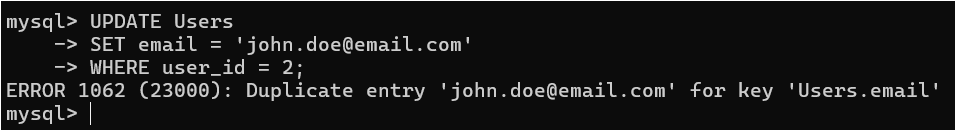 mysql> UPDATE Users
    -> SET email = 'john.doe@email.com'
    -> WHERE user_id = 2;
ERROR 1062 (23000): Duplicate entry 'john.doe@email.com' for key 'Users.email'
mysql>